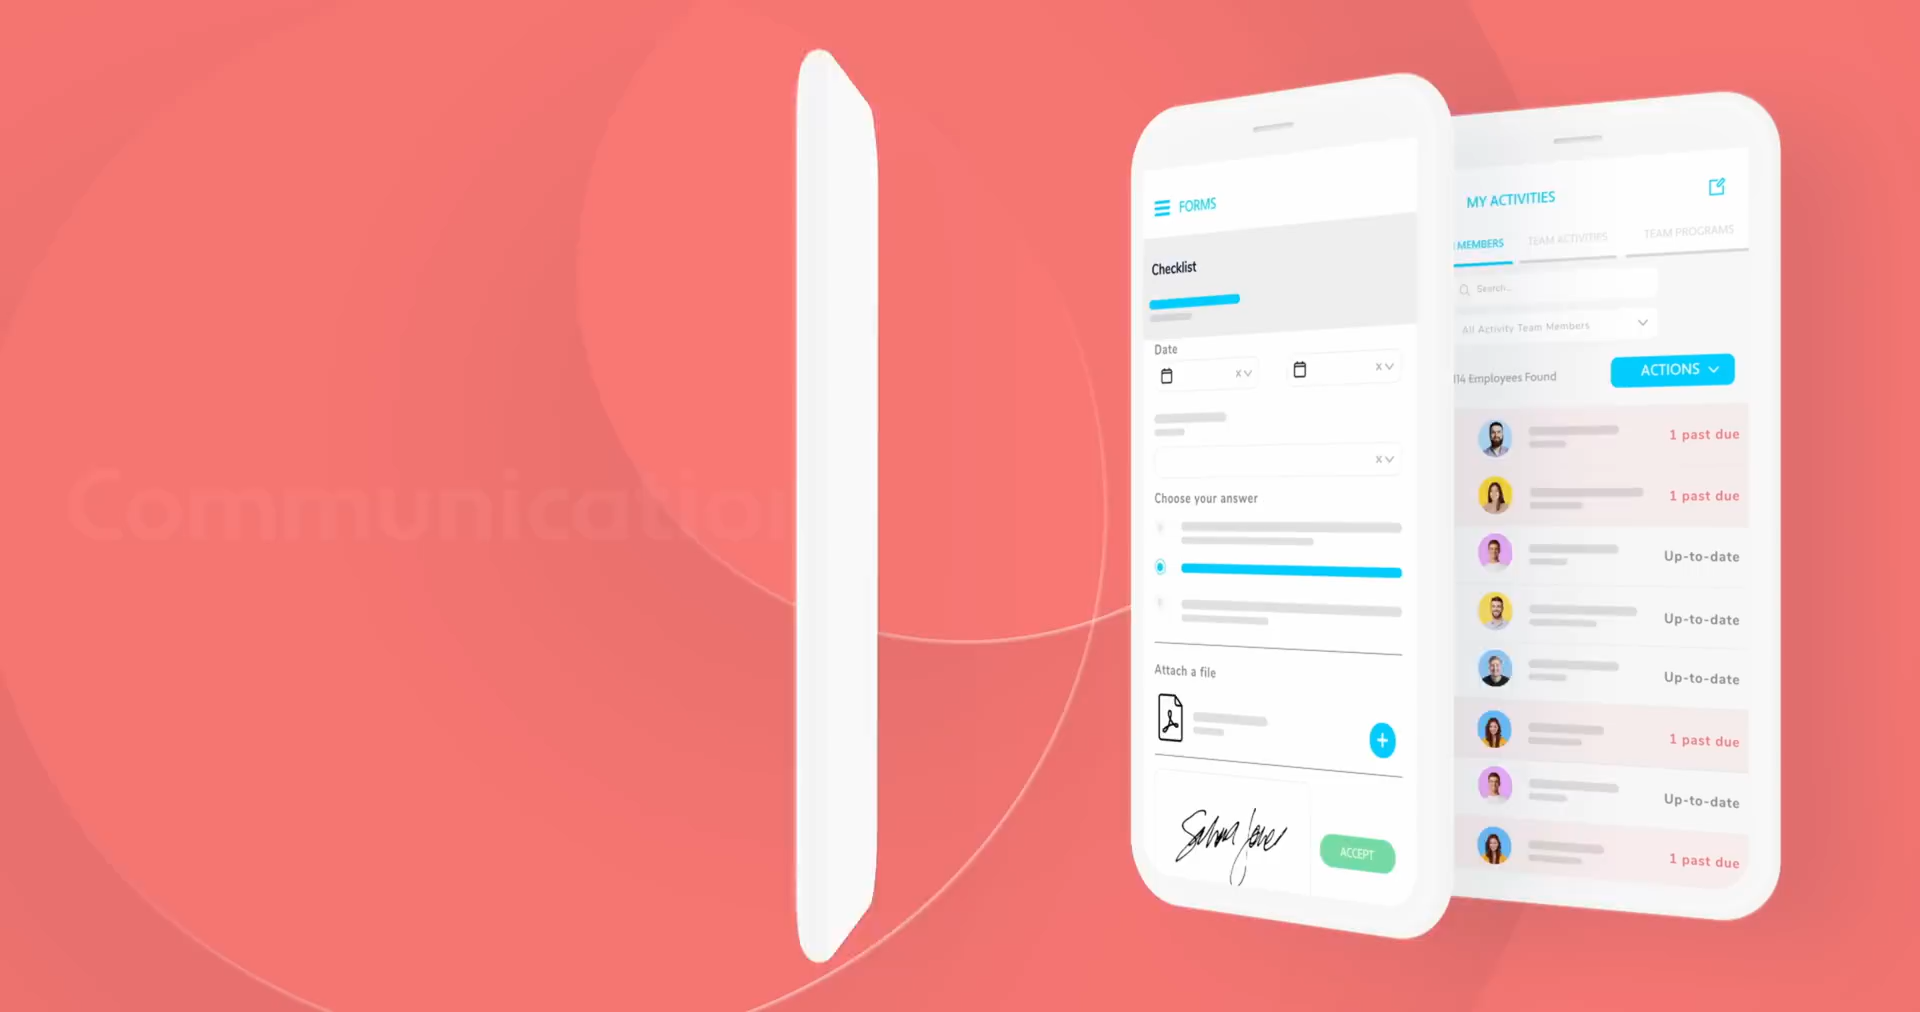 Communication
FORMS
Checklist
Date
x
x
x
Choose your answer
Attach a file
ACCEPT
MY ACTIVITIES
MEMBERS
TEAM ACTIVITIES
TEAM PROGRAMS
Search...
All Activity Team Members
114 Employees Found
ACTIONS
1 past due
1 past due
Up-to-date
Up-to-date
Up-to-date
1 past due
Up-to-date
1 past due